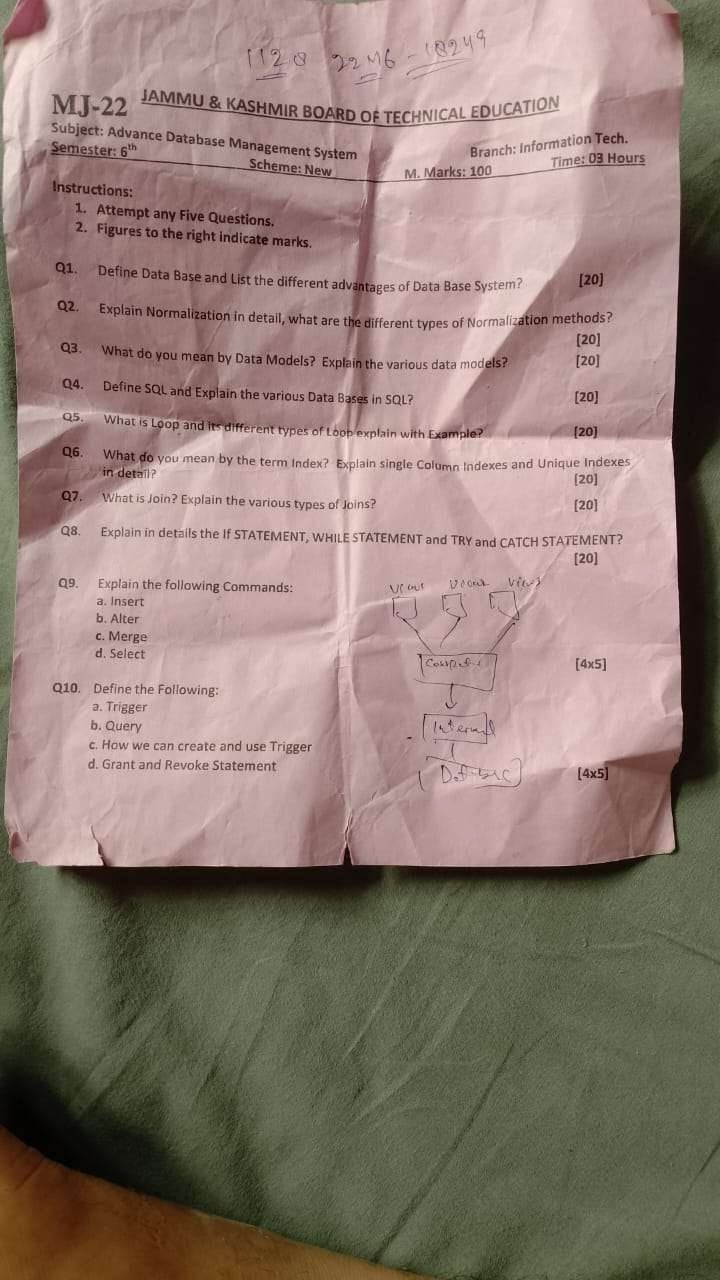 1128 22416-18249
MJ-22 JAMMU & KASHMIR BOARD OF TECHNICAL EDUCATION
Subject: Advance Database Management System Branch: Information Tech.
Semester: 6th Scheme: New M. Marks: 100 Time: 03 Hours
Instructions:
1. Attempt any Five Questions.
2. Figures to the right indicate marks.
Q1. Define Data Base and List the different advantages of Data Base System? [20]
Q2. Explain Normalization in detail, what are the different types of Normalization methods?
[20]
Q3. What do you mean by Data Models? Explain the various data models? [20]
Q4. Define SQL and Explain the various Data Bases in SQL? [20]
Q5. What is Loop and its different types of Loop explain with Example? [20]
Q6. What do you mean by the term Index? Explain single Column Indexes and Unique Indexes
in detail? [20]
Q7. What is Join? Explain the various types of Joins? [20]
Q8. Explain in details the If STATEMENT, WHILE STATEMENT and TRY and CATCH STATEMENT?
[20]
Q9. Explain the following Commands:
a. Insert
b. Alter
c. Merge
d. Select [4x5]
Q10. Define the Following:
a. Trigger
b. Query
c. How we can create and use Trigger
d. Grant and Revoke Statement [4x5]
View View
Internal
Database